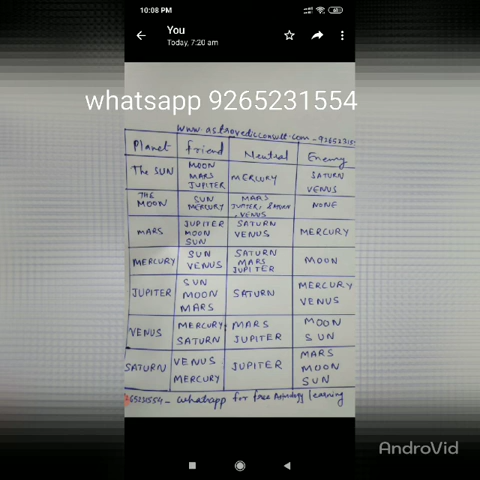 10:08 PM
You
Today, 7:20 am
whatsapp 9265231554
www.astrovedicconsult.com - 9265231554
Planet friend Neutral Enemy
THE SUN MOON MARS JUPITER MERCURY SATURN VENUS
THE MOON SUN MERCURY MARS JUPITER, SATURN, VENUS NONE
MARS JUPITER MOON SUN SATURN VENUS MERCURY
MERCURY SUN VENUS SATURN MARS JUPITER MOON
JUPITER SUN MOON MARS SATURN MERCURY VENUS
VENUS MERCURY SATURN MARS JUPITER MOON SUN
SATURN VENUS MERCURY JUPITER MARS MOON SUN
9265231554 - whatsapp for free Astrology learning
AndroVid